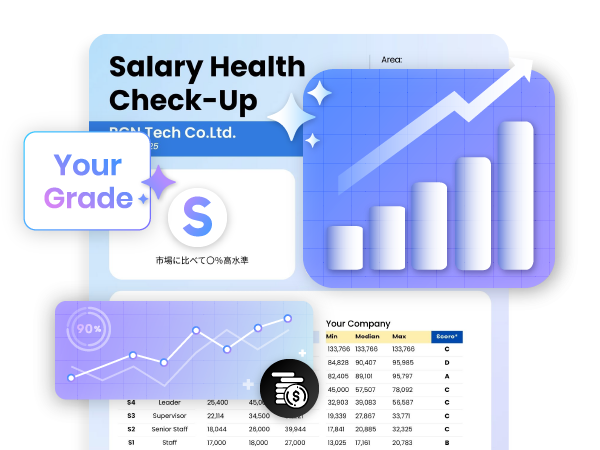 Salary Health
Check-Up
Area:
Tech Co.Ltd.
Your
Grade
S
市場に比べて〇%高水準
90%
Your Company
Min Median Max Score*
133,766 133,766 133,766 C
84,828 90,407 95,985 D
82,405 89,101 95,797 A
45,000 57,507 78,092 C
S4 Leader 25,400 32,903 39,083 56,587 C
S3 Supervisor 22,114 34,500 19,339 27,867 33,771 C
S2 Senior Staff 18,044 26,000 39,944 17,841 20,885 32,325 C
S1 Staff 17,000 18,000 27,000 13,025 17,161 20,783 B